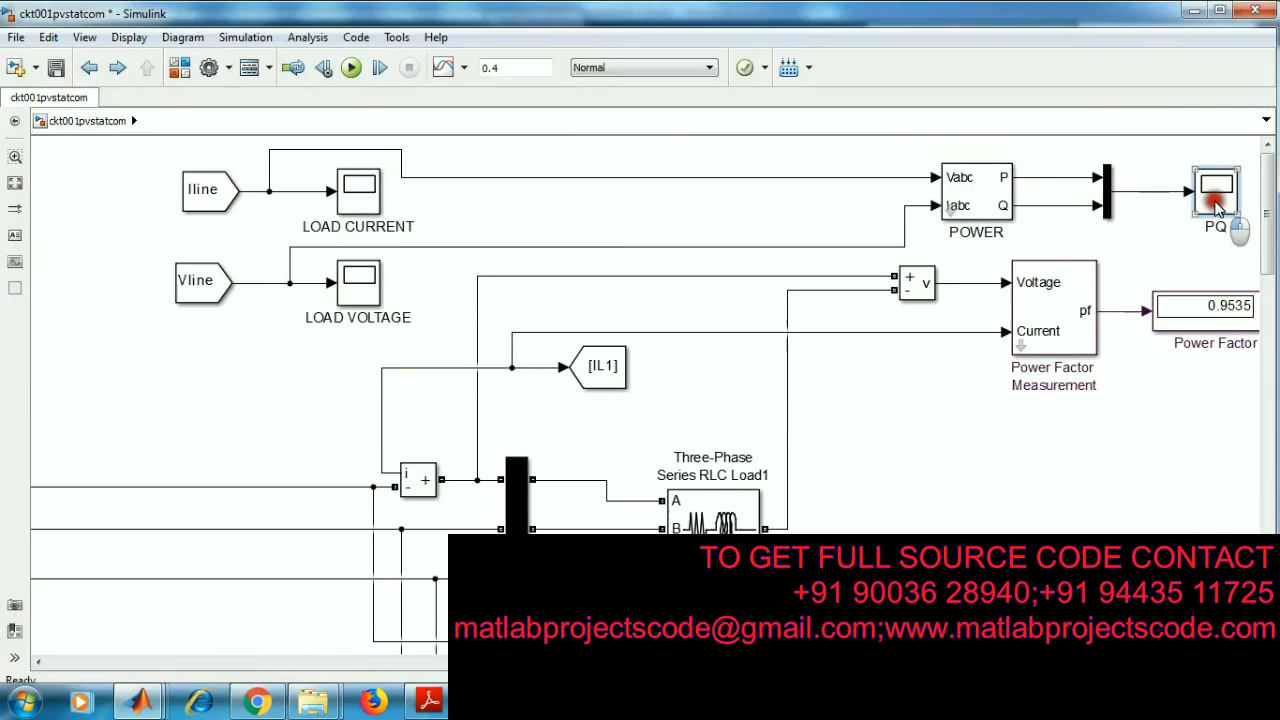 ckt001pvstatcom * - Simulink
File Edit View Display Diagram Simulation Analysis Code Tools Help
0.4 Normal
ckt001pvstatcom
ckt001pvstatcom
Iline
LOAD CURRENT
Vabc P
Iabc Q
POWER
PQ
Vline
LOAD VOLTAGE
+
- v
Voltage
pf
Current
0.9535
Power Factor
Power Factor
Measurement
[IL1]
i
- +
Three-Phase
Series RLC Load1
A
B
TO GET FULL SOURCE CODE CONTACT
+91 90036 28940;+91 94435 11725
matlabprojectscode@gmail.com;www.matlabprojectscode.com
Ready